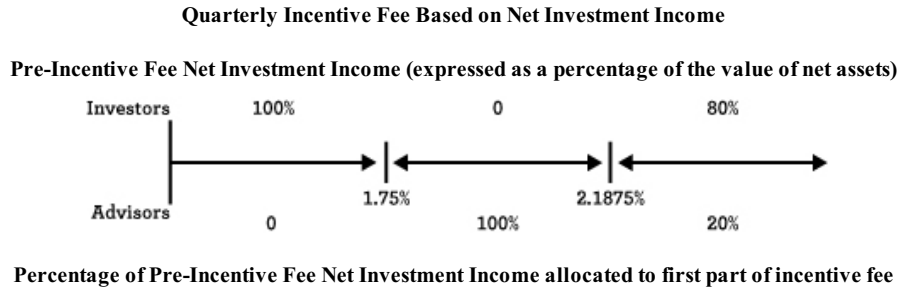 Quarterly Incentive Fee Based on Net Investment Income
Pre-Incentive Fee Net Investment Income (expressed as a percentage of the value of net assets)
Investors 100% 0 80%
1.75% 2.1875%
Advisors 0 100% 20%
Percentage of Pre-Incentive Fee Net Investment Income allocated to first part of incentive fee